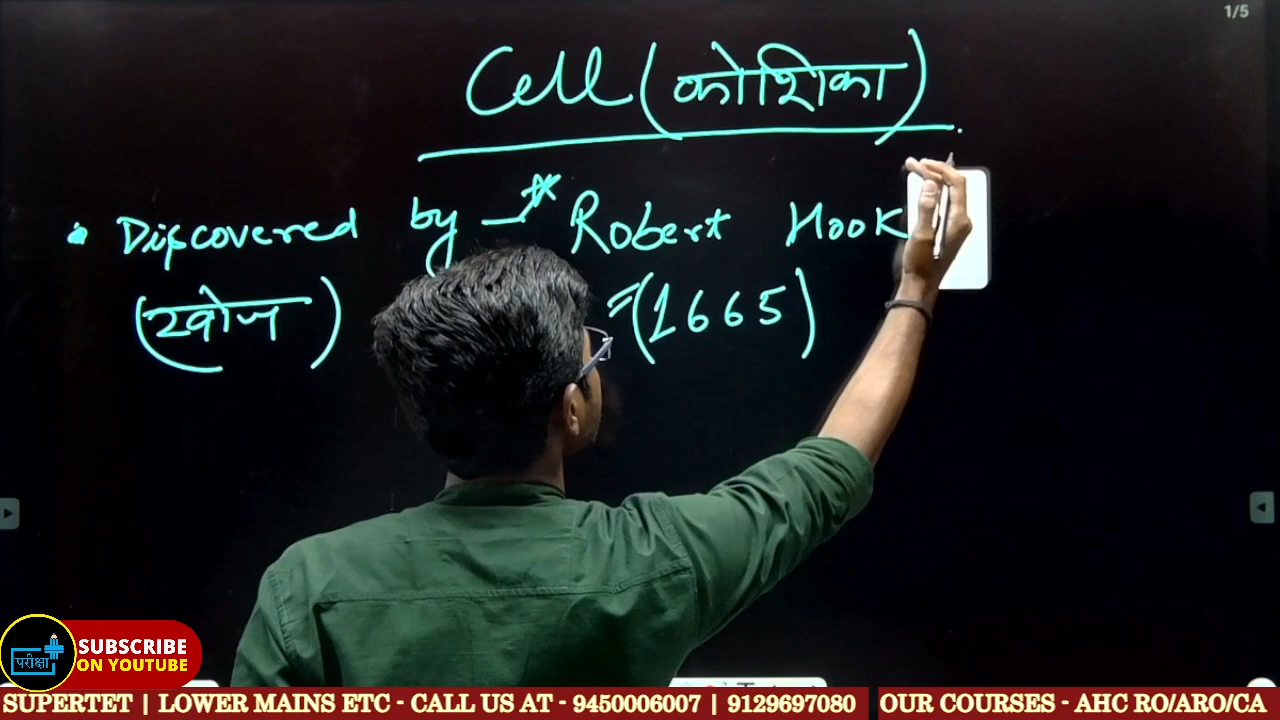 1/5
Cell (कोशिका)
• Discovered by - Robert Hook
(खोज) = (1665)
परीक्षा
SUBSCRIBE
ON YOUTUBE
SUPERTET | LOWER MAINS ETC - CALL US AT - 9450006007 | 9129697080
OUR COURSES - AHC RO/ARO/CA